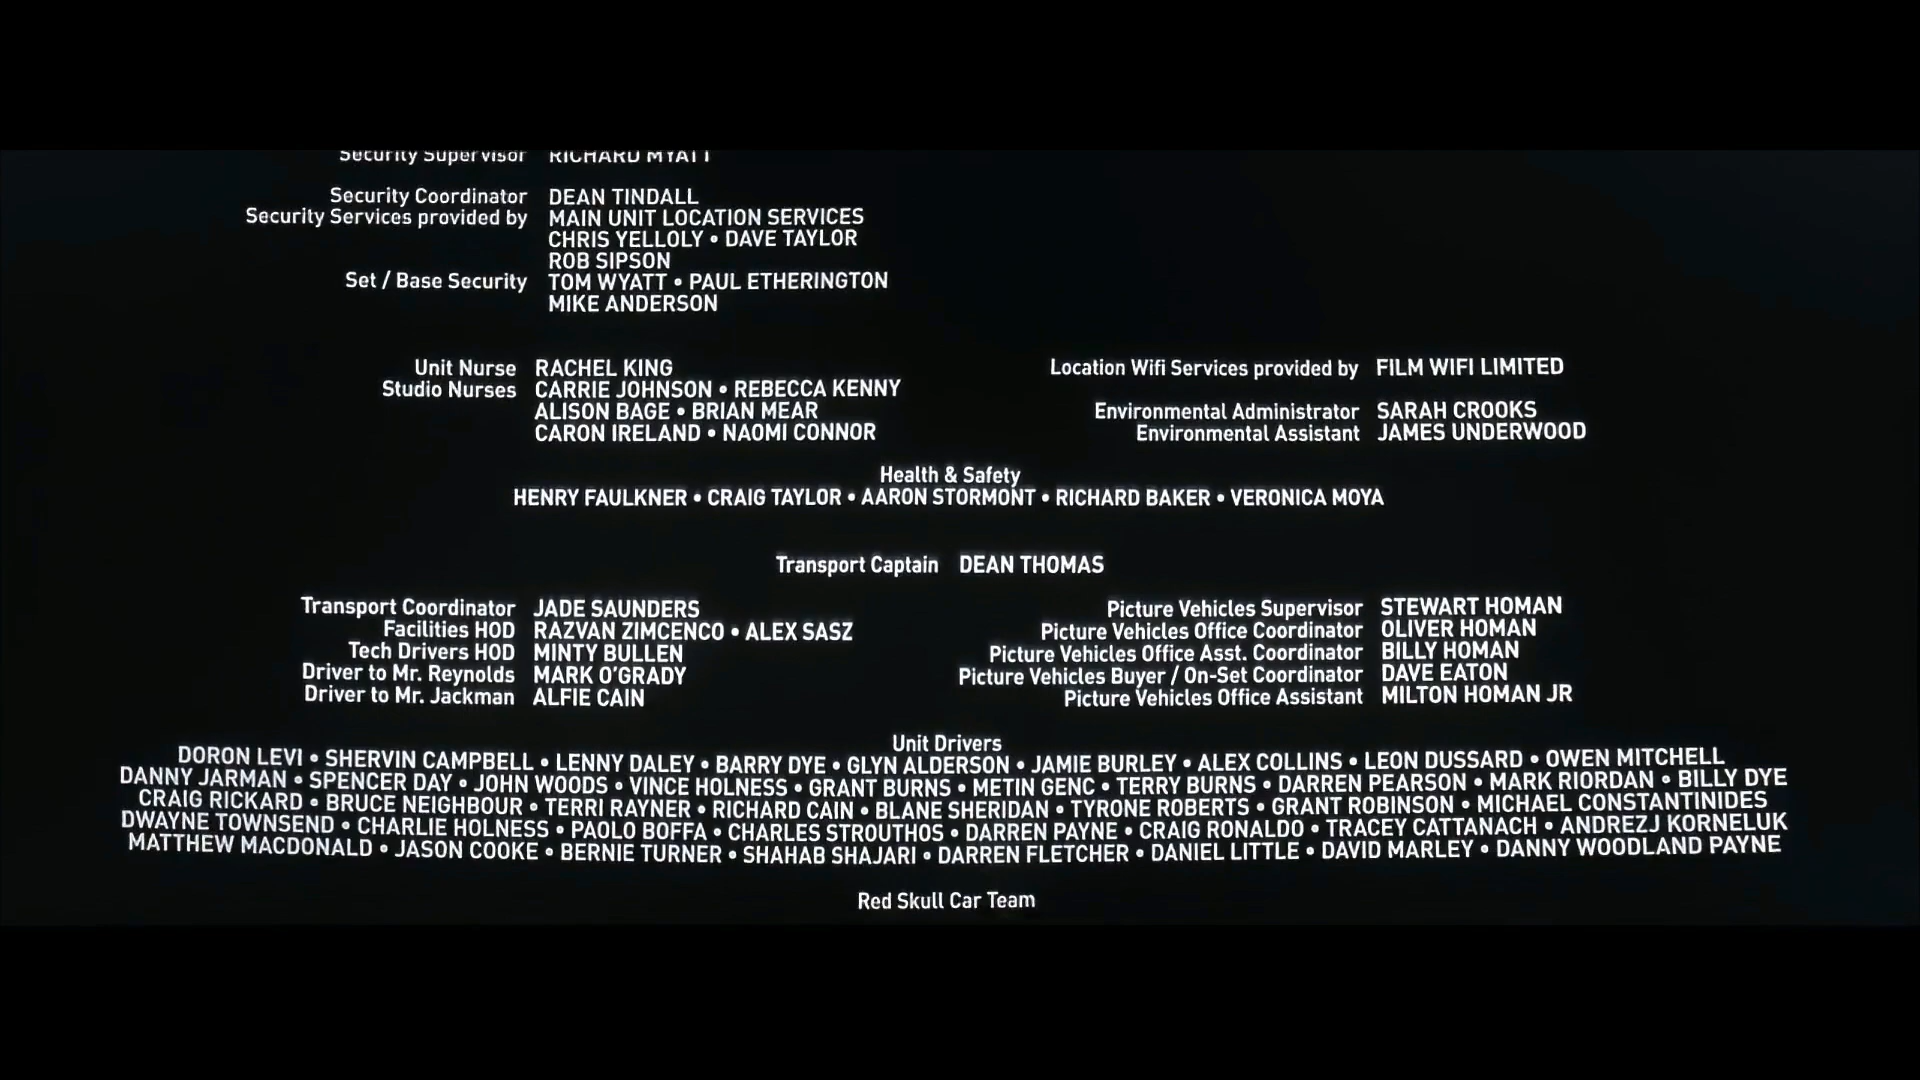 Security Supervisor RICHARD MYATT
Security Coordinator DEAN TINDALL
Security Services provided by MAIN UNIT LOCATION SERVICES
CHRIS YELLOLY • DAVE TAYLOR
ROB SIPSON
Set / Base Security TOM WYATT • PAUL ETHERINGTON
MIKE ANDERSON
Unit Nurse RACHEL KING
Studio Nurses CARRIE JOHNSON • REBECCA KENNY
ALISON BAGE • BRIAN MEAR
CARON IRELAND • NAOMI CONNOR
Location Wifi Services provided by FILM WIFI LIMITED
Environmental Administrator SARAH CROOKS
Environmental Assistant JAMES UNDERWOOD
Health & Safety
HENRY FAULKNER • CRAIG TAYLOR • AARON STORMONT • RICHARD BAKER • VERONICA MOYA
Transport Captain DEAN THOMAS
Transport Coordinator JADE SAUNDERS
Facilities HOD RAZVAN ZIMCENCO • ALEX SASZ
Tech Drivers HOD MINTY BULLEN
Driver to Mr. Reynolds MARK O'GRADY
Driver to Mr. Jackman ALFIE CAIN
Picture Vehicles Supervisor STEWART HOMAN
Picture Vehicles Office Coordinator OLIVER HOMAN
Picture Vehicles Office Asst. Coordinator BILLY HOMAN
Picture Vehicles Buyer / On-Set Coordinator DAVE EATON
Picture Vehicles Office Assistant MILTON HOMAN JR
Unit Drivers
DORON LEVI • SHERVIN CAMPBELL • LENNY DALEY • BARRY DYE • GLYN ALDERSON • JAMIE BURLEY • ALEX COLLINS • LEON DUSSARD • OWEN MITCHELL
DANNY JARMAN • SPENCER DAY • JOHN WOODS • VINCE HOLNESS • GRANT BURNS • METIN GENC • TERRY BURNS • DARREN PEARSON • MARK RIORDAN • BILLY DYE
CRAIG RICKARD • BRUCE NEIGHBOUR • TERRI RAYNER • RICHARD CAIN • BLANE SHERIDAN • TYRONE ROBERTS • GRANT ROBINSON • MICHAEL CONSTANTINIDES
DWAYNE TOWNSEND • CHARLIE HOLNESS • PAOLO BOFFA • CHARLES STROUTHOS • DARREN PAYNE • CRAIG RONALDO • TRACEY CATTANACH • ANDREZJ KORNELUK
MATTHEW MACDONALD • JASON COOKE • BERNIE TURNER • SHAHAB SHAJARI • DARREN FLETCHER • DANIEL LITTLE • DAVID MARLEY • DANNY WOODLAND PAYNE
Red Skull Car Team